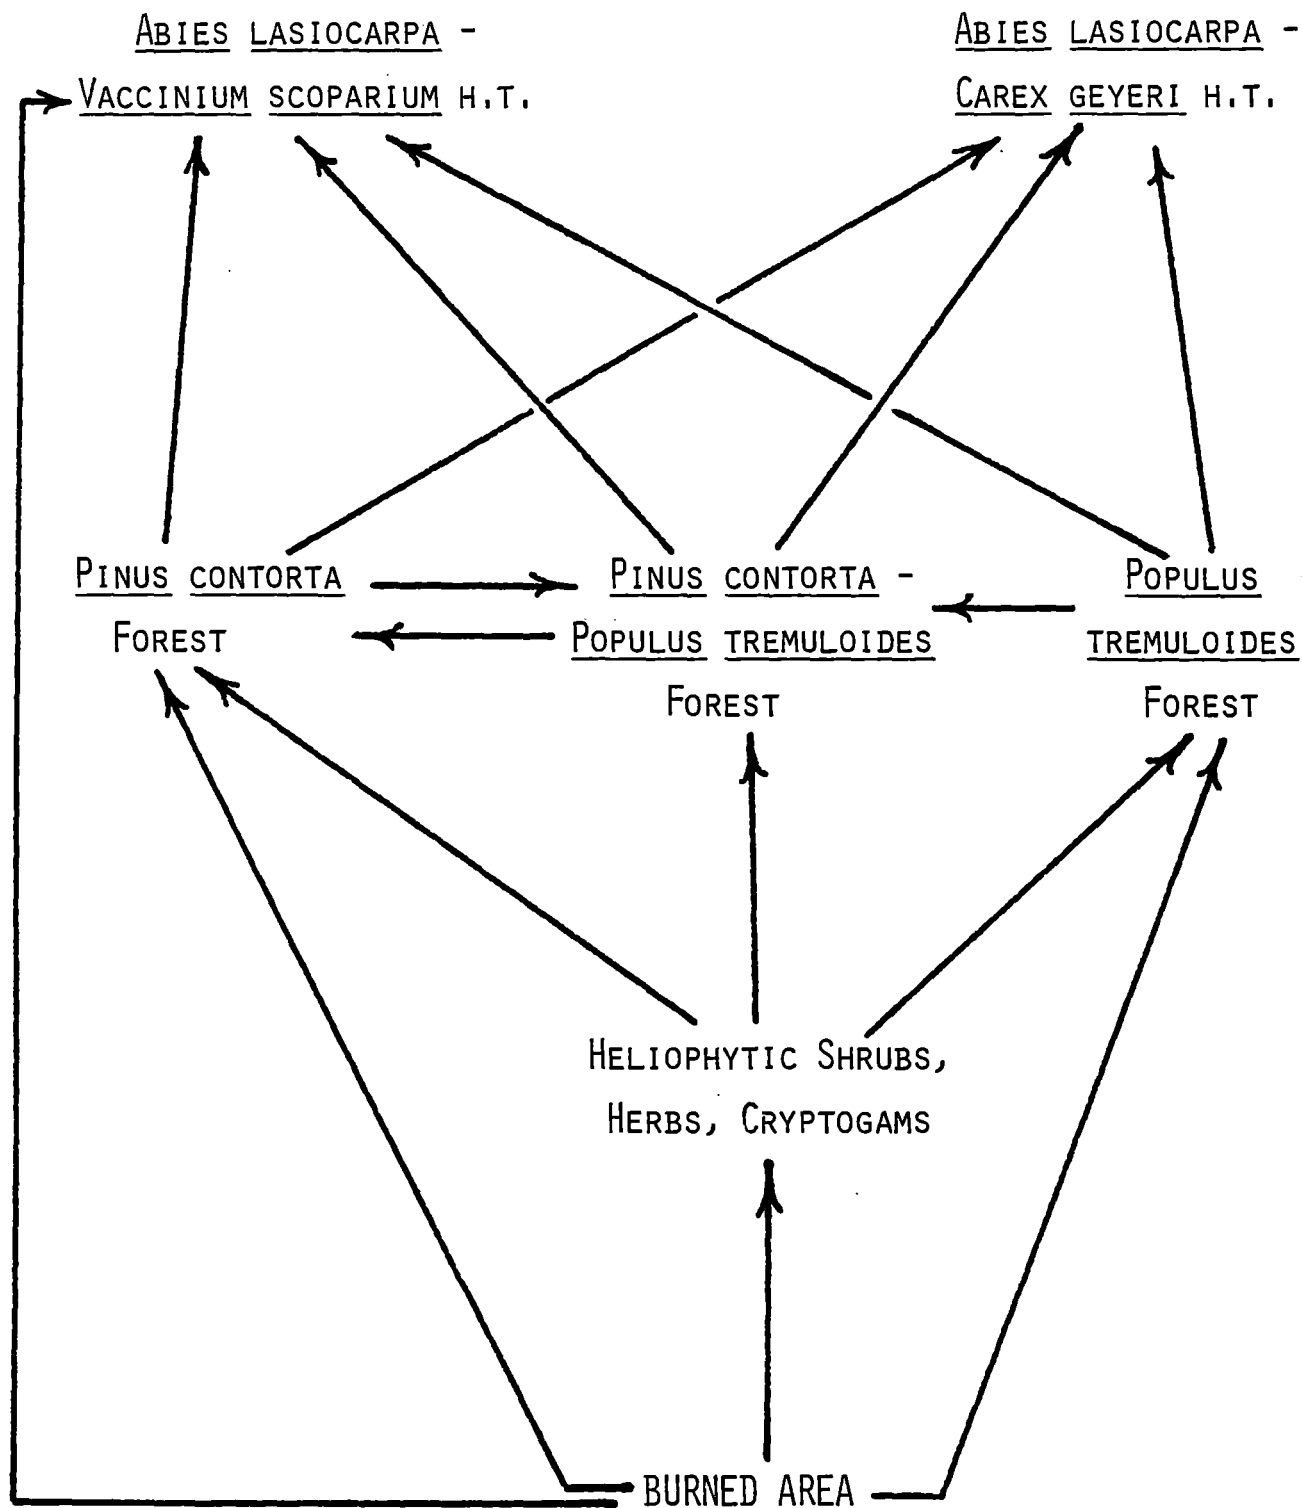 ABIES LASIOCARPA -
VACCINIUM SCOPARIUM H.T.
ABIES LASIOCARPA -
CAREX GEYERI H.T.
PINUS CONTORTA
FOREST
PINUS CONTORTA -
POPULUS TREMULOIDES
FOREST
POPULUS
TREMULOIDES
FOREST
HELIOPHYTIC SHRUBS,
HERBS, CRYPTOGAMS
BURNED AREA